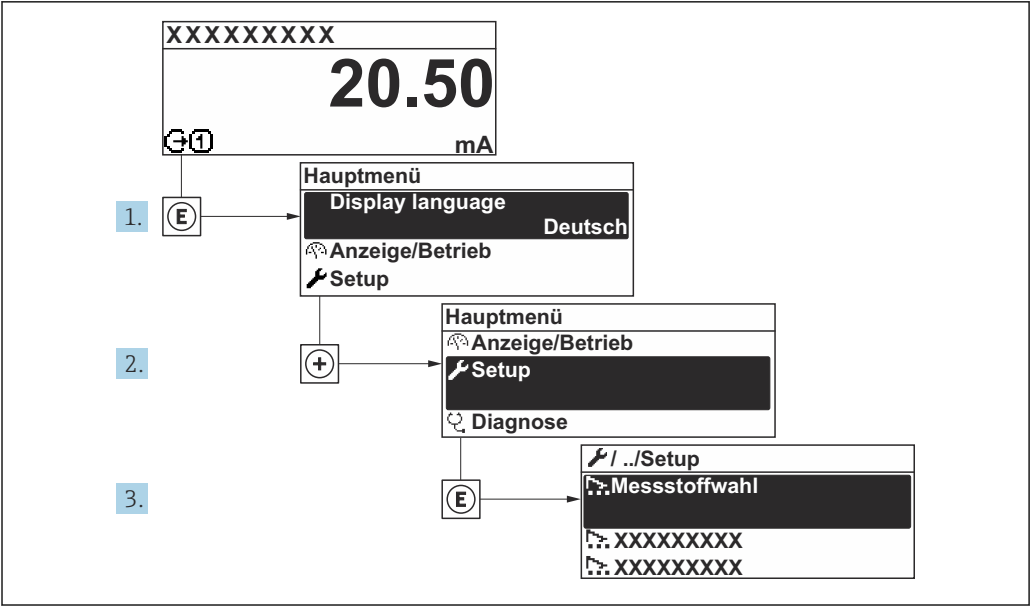 XXXXXXXXX
20.50
mA
1
Hauptmenü
1. E Display language
Deutsch
Anzeige/Betrieb
Setup
Hauptmenü
2. + Anzeige/Betrieb
Setup
Diagnose
/ ../Setup
3. E Messstoffwahl
XXXXXXXXX
XXXXXXXXX